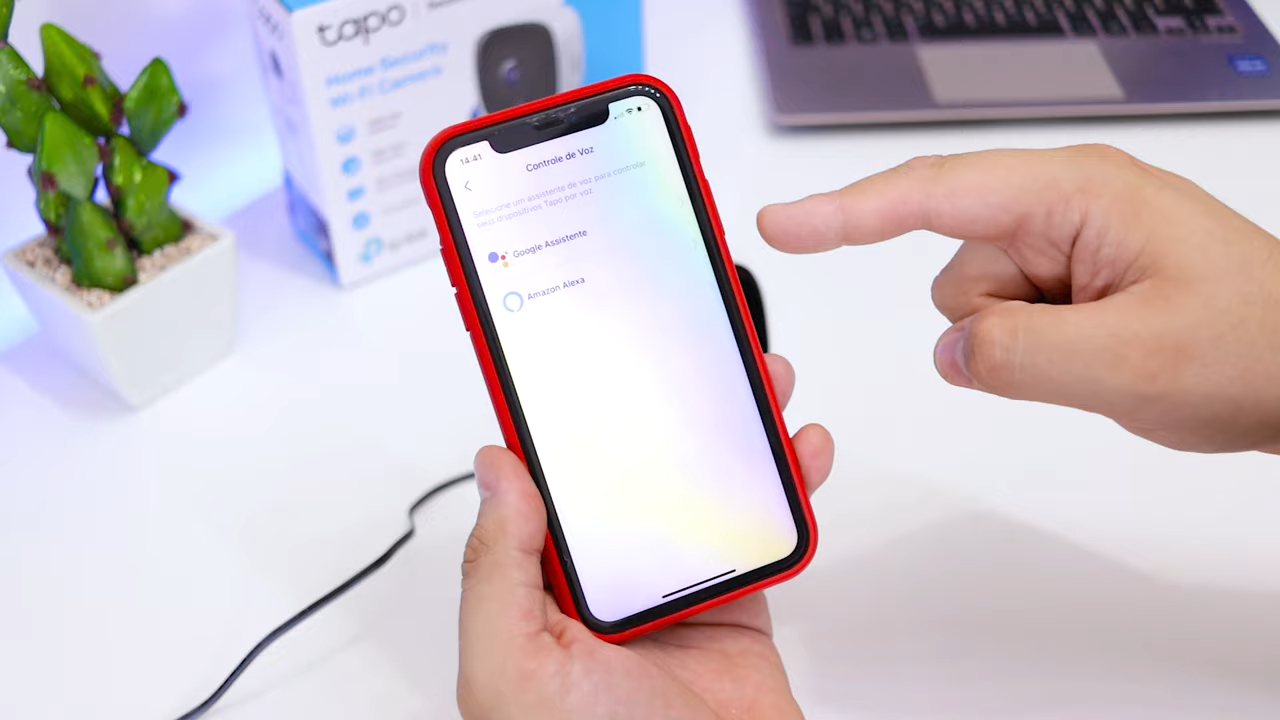 tapo
Home Security
Wi-Fi Camera
14:41
Controle de Voz
Selecione um assistente de voz para controlar
seus dispositivos Tapo por voz
Google Assistente
Amazon Alexa